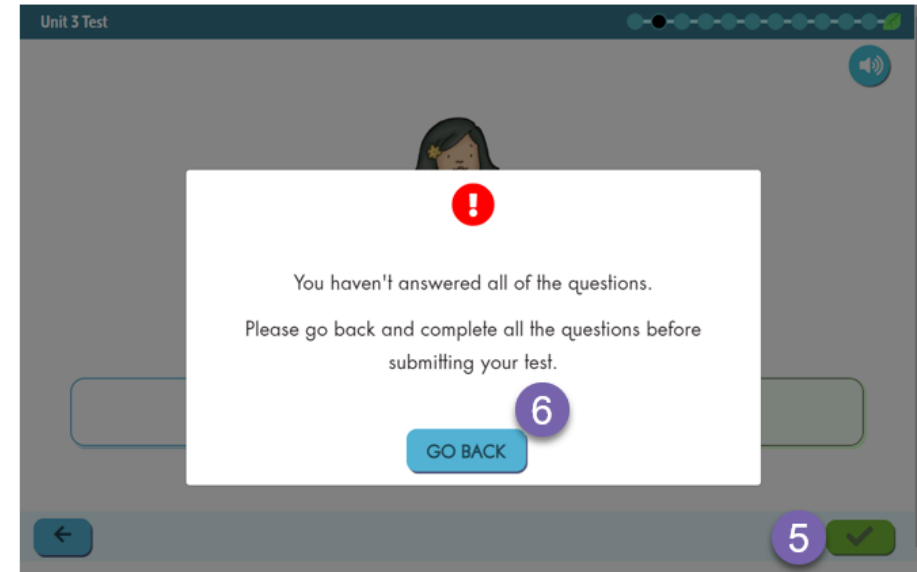 Unit 3 Test
You haven't answered all of the questions.
Please go back and complete all the questions before
submitting your test.
6
GO BACK
5